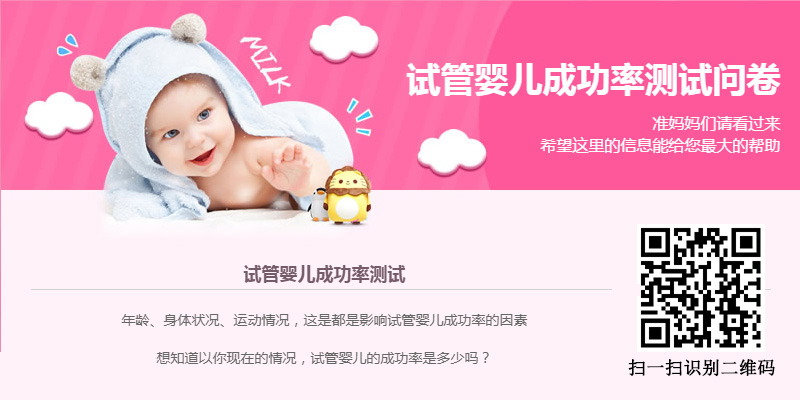 MILK
试管婴儿成功率测试问卷
准妈妈们请看过来
希望这里的信息能给您最大的帮助
试管婴儿成功率测试
年龄、身体状况、运动情况，这是都是影响试管婴儿成功率的因素
想知道以你现在的情况，试管婴儿的成功率是多少吗？
扫一扫识别二维码